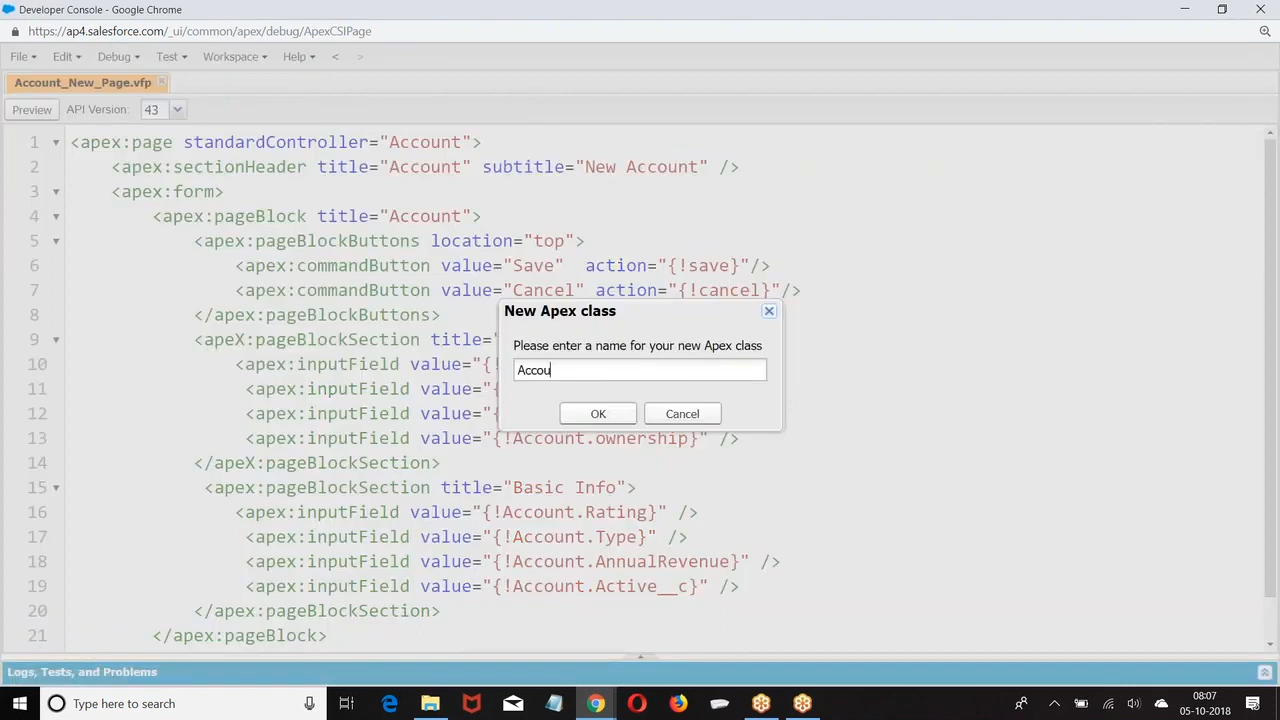 Developer Console - Google Chrome
https://ap4.salesforce.com/_ui/common/apex/debug/ApexCSIPage
File Edit Debug Test Workspace Help < >
Account_New_Page.vfp
Preview API Version: 43
1 <apex:page standardController="Account">
2 <apex:sectionHeader title="Account" subtitle="New Account" />
3 <apex:form>
4 <apex:pageBlock title="Account">
5 <apex:pageBlockButtons location="top">
6 <apex:commandButton value="Save" action="{!save}"/>
7 <apex:commandButton value="Cancel" action="{!cancel}"/>
8 </apex:pageBlockButtons>
9 <apeX:pageBlockSection title=
10 <apex:inputField value="{
11 <apex:inputField value="{
12 <apex:inputField value="{
13 <apex:inputField value="{!Account.ownership}" />
14 </apeX:pageBlockSection>
15 <apex:pageBlockSection title="Basic Info">
16 <apex:inputField value="{!Account.Rating}" />
17 <apex:inputField value="{!Account.Type}" />
18 <apex:inputField value="{!Account.AnnualRevenue}" />
19 <apex:inputField value="{!Account.Active__c}" />
20 </apex:pageBlockSection>
21 </apex:pageBlock>
New Apex class
Please enter a name for your new Apex class
Accou
OK Cancel
Logs, Tests, and Problems
Type here to search
08:07
05-10-2018